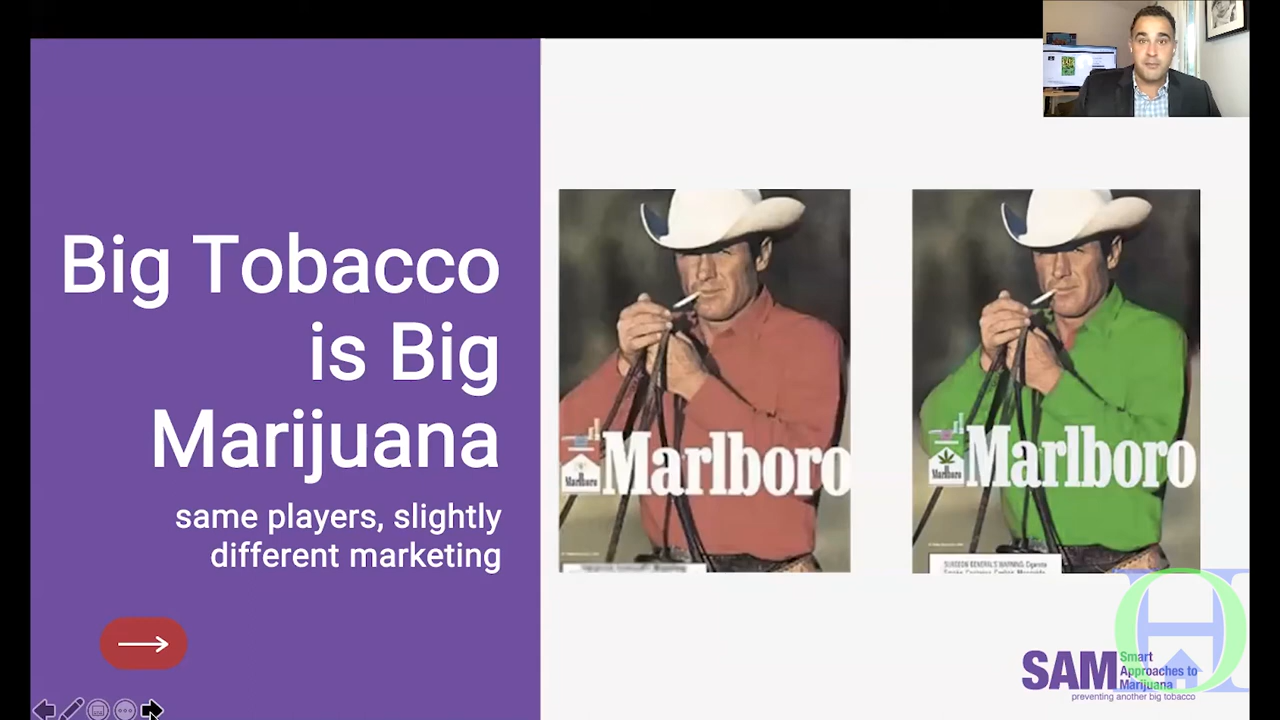 Big Tobacco
is Big
Marijuana
same players, slightly
different marketing
Marlboro
Marlboro
Marlboro
Marlboro
SURGEON GENERAL'S WARNING: Cigarette
SAM
Smart
Approaches to
Marijuana
preventing another big tobacco
OH